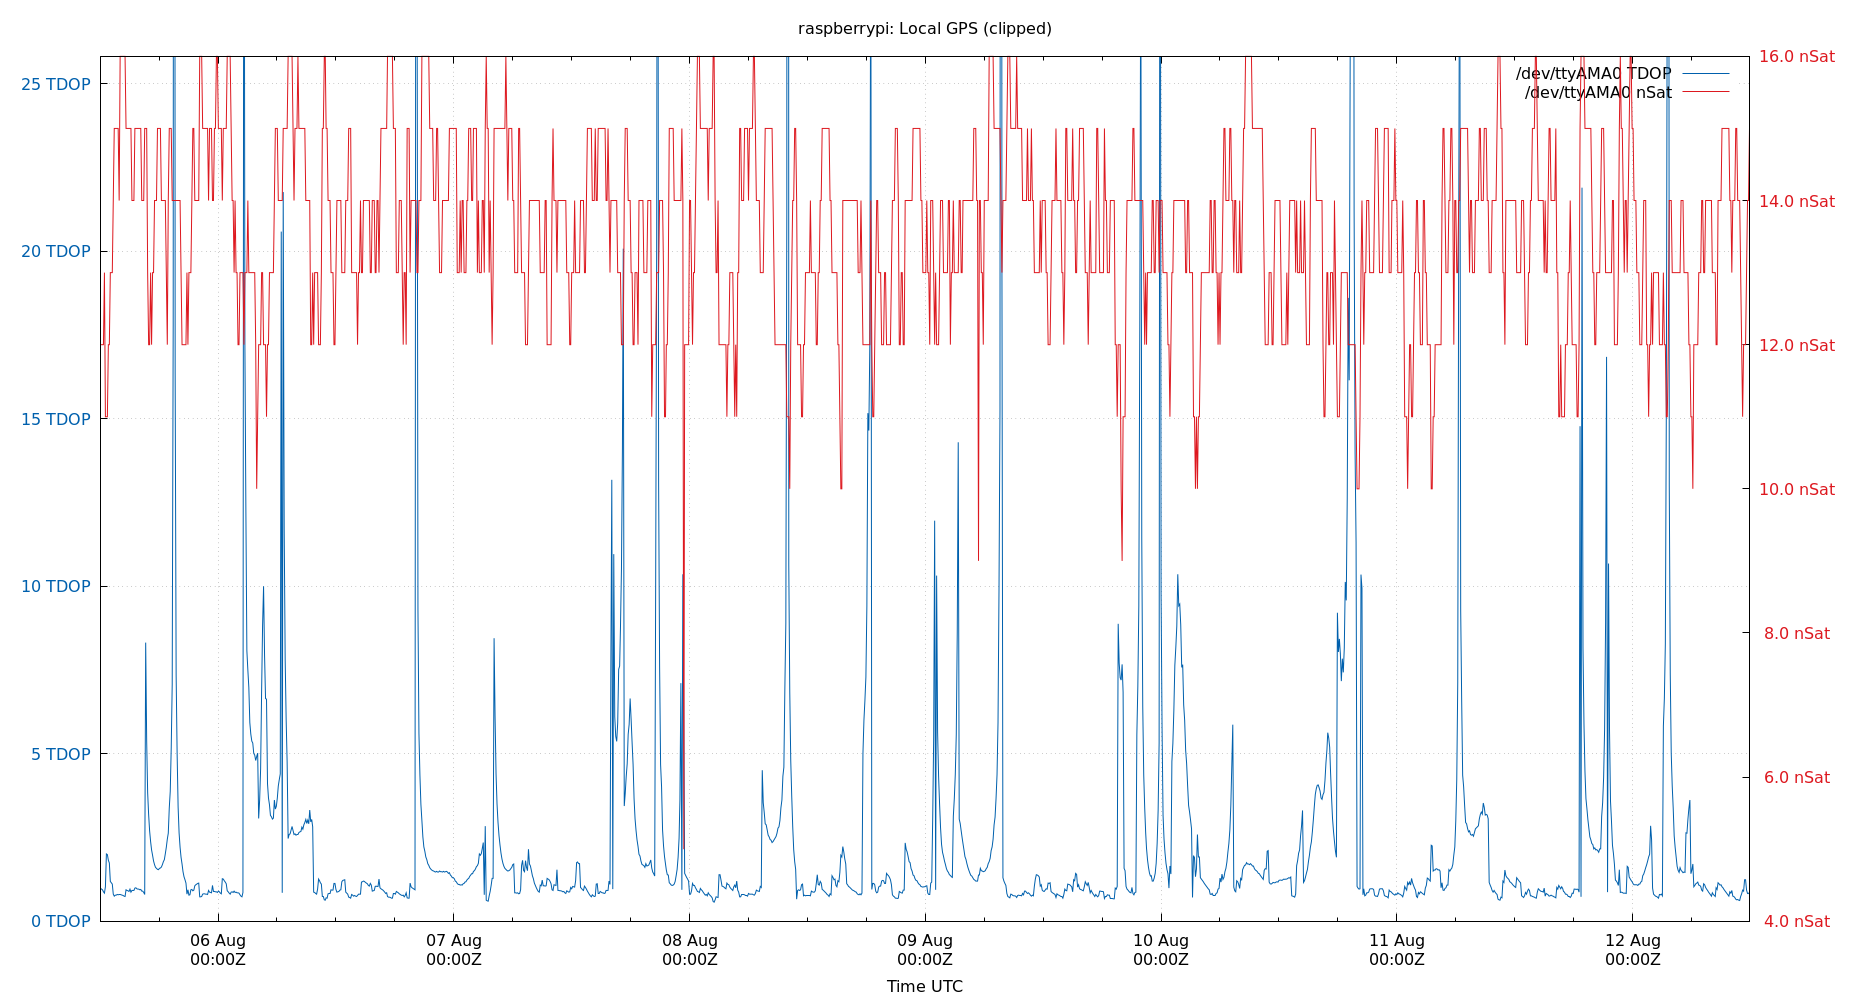 raspberrypi: Local GPS (clipped)
/dev/ttyAMA0 TDOP
/dev/ttyAMA0 nSat
25 TDOP
20 TDOP
15 TDOP
10 TDOP
5 TDOP
0 TDOP
16.0 nSat
14.0 nSat
12.0 nSat
10.0 nSat
8.0 nSat
6.0 nSat
4.0 nSat
06 Aug 07 Aug 08 Aug 09 Aug 10 Aug 11 Aug 12 Aug
00:00Z 00:00Z 00:00Z 00:00Z 00:00Z 00:00Z 00:00Z
Time UTC